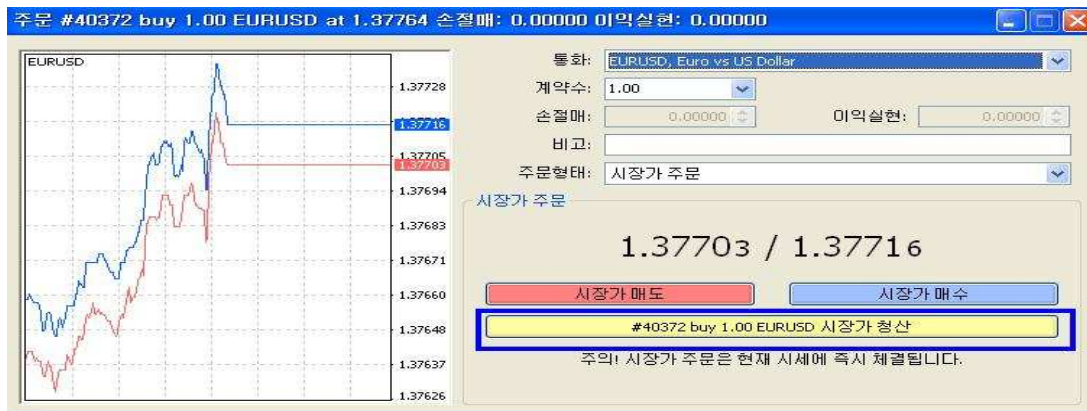 주문 #40372 buy 1.00 EURUSD at 1.37764 손절매: 0.00000 이익실현: 0.00000
EURUSD
1.37728
1.37716
1.37705
1.37703
1.37694
1.37683
1.37671
1.37660
1.37648
1.37637
1.37626
통화: EURUSD, Euro vs US Dollar
계약수: 1.00
손절매: 0.00000 이익실현: 0.00000
비고:
주문형태: 시장가 주문
시장가 주문
1.37703 / 1.37716
시장가 매도 시장가 매수
#40372 buy 1.00 EURUSD 시장가 청산
주의! 시장가 주문은 현재 시세에 즉시 체결됩니다.